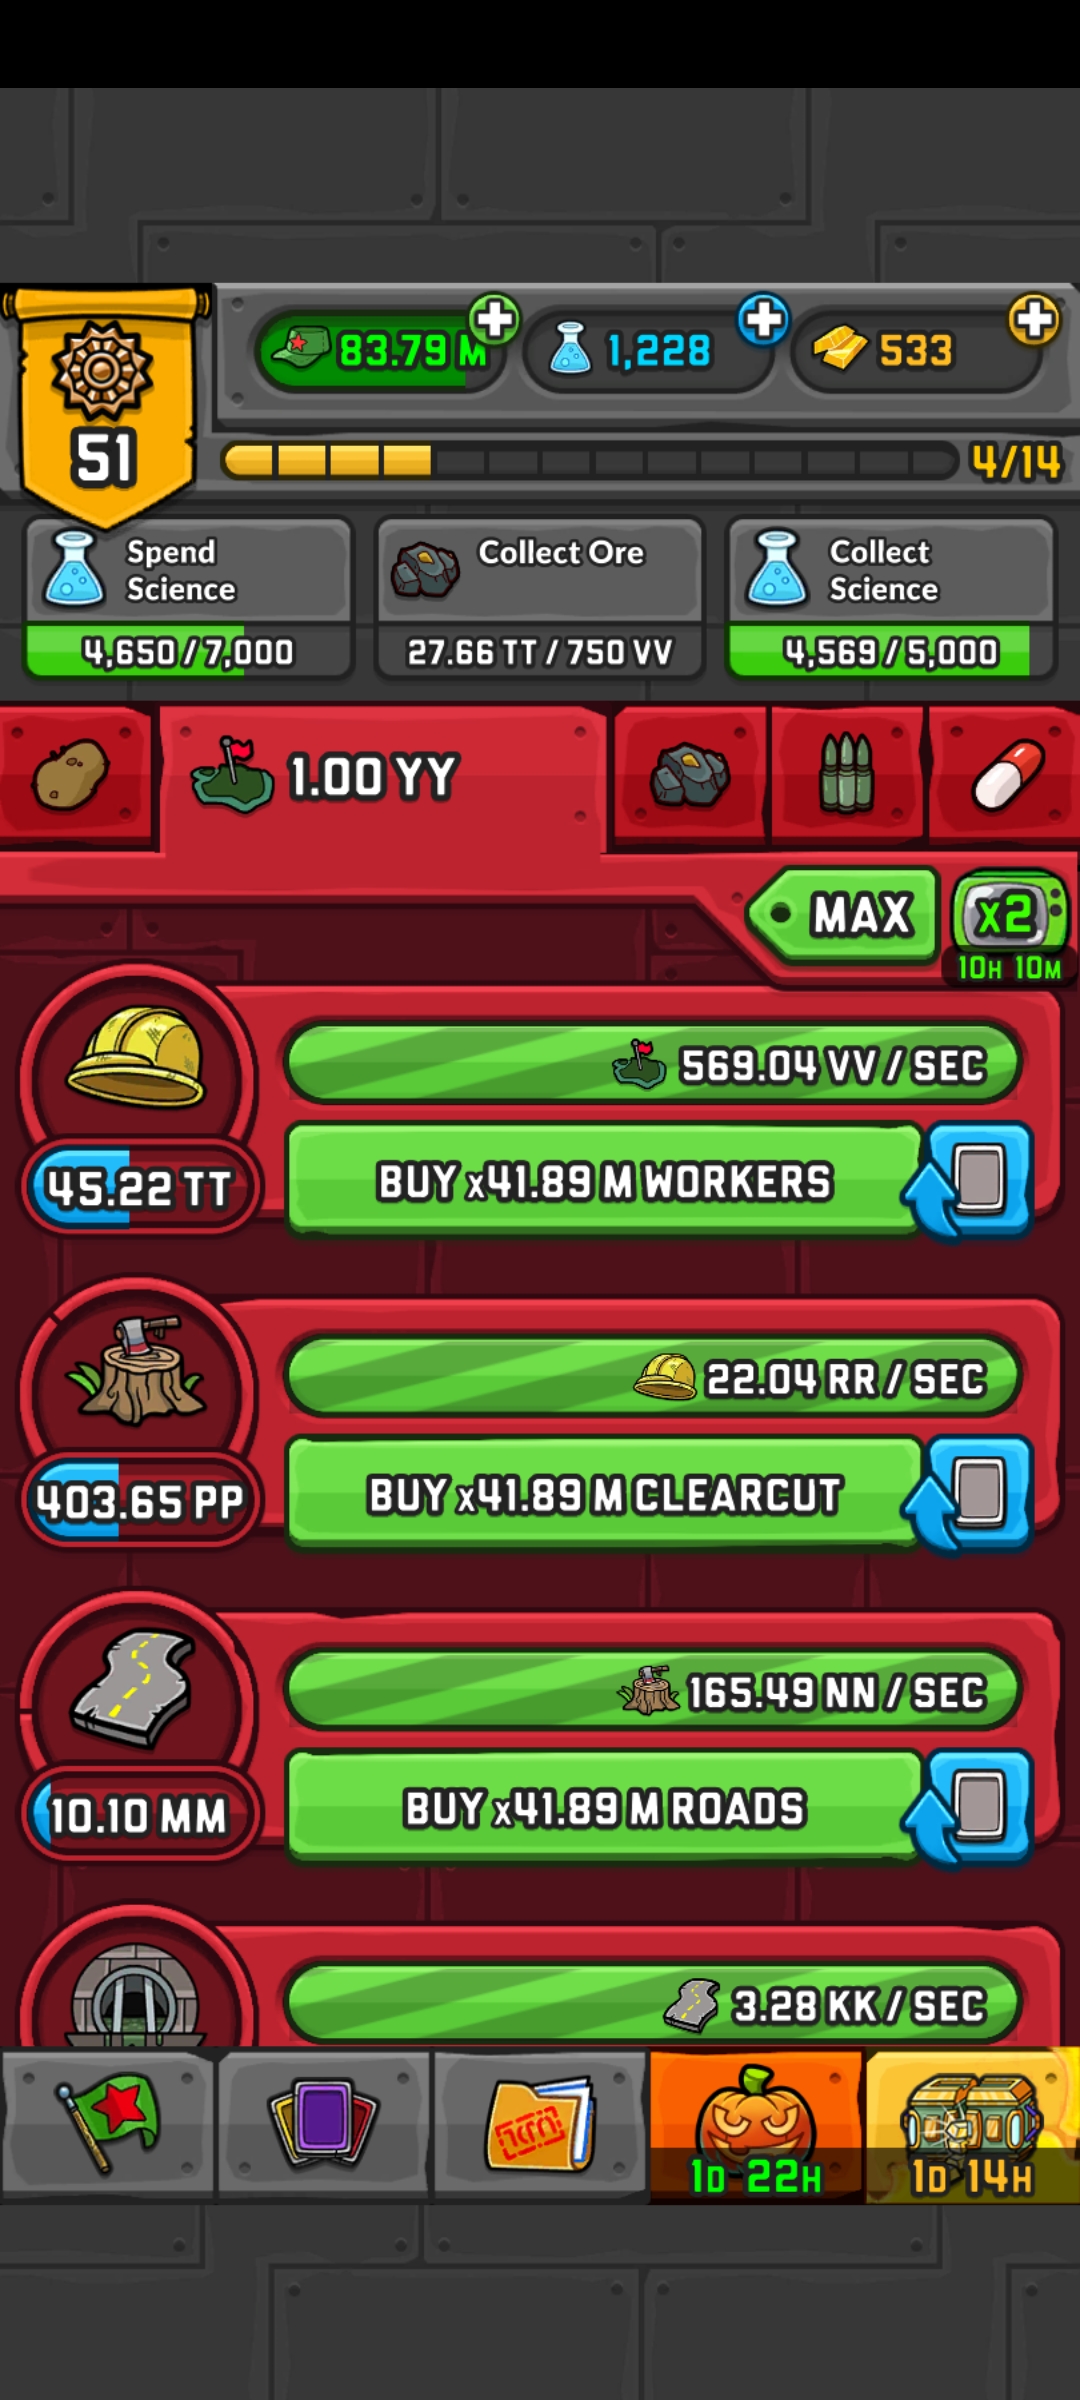 83.79 M
1,228
533
51
4/14
Spend
Science
4,650 / 7,000
Collect Ore
27.66 TT / 750 VV
Collect
Science
4,569 / 5,000
1.00 YY
MAX
x2
10H 10M
569.04 VV / SEC
45.22 TT
BUY x41.89 M WORKERS
22.04 RR / SEC
403.65 PP
BUY x41.89 M CLEARCUT
165.49 NN / SEC
10.10 MM
BUY x41.89 M ROADS
3.28 KK / SEC
1D 22H
1D 14H